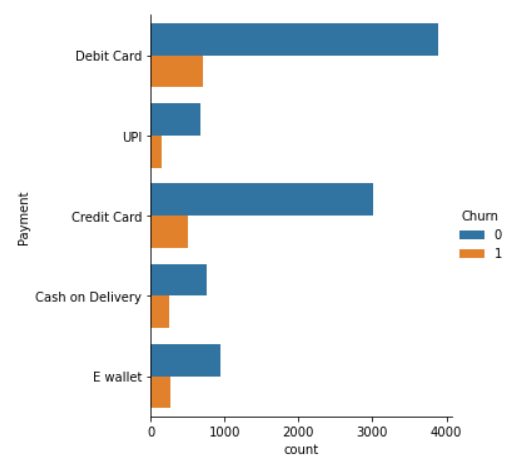 Debit Card
UPI
Credit Card
Cash on Delivery
E wallet
Payment
Churn
0
1
0 1000 2000 3000 4000
count